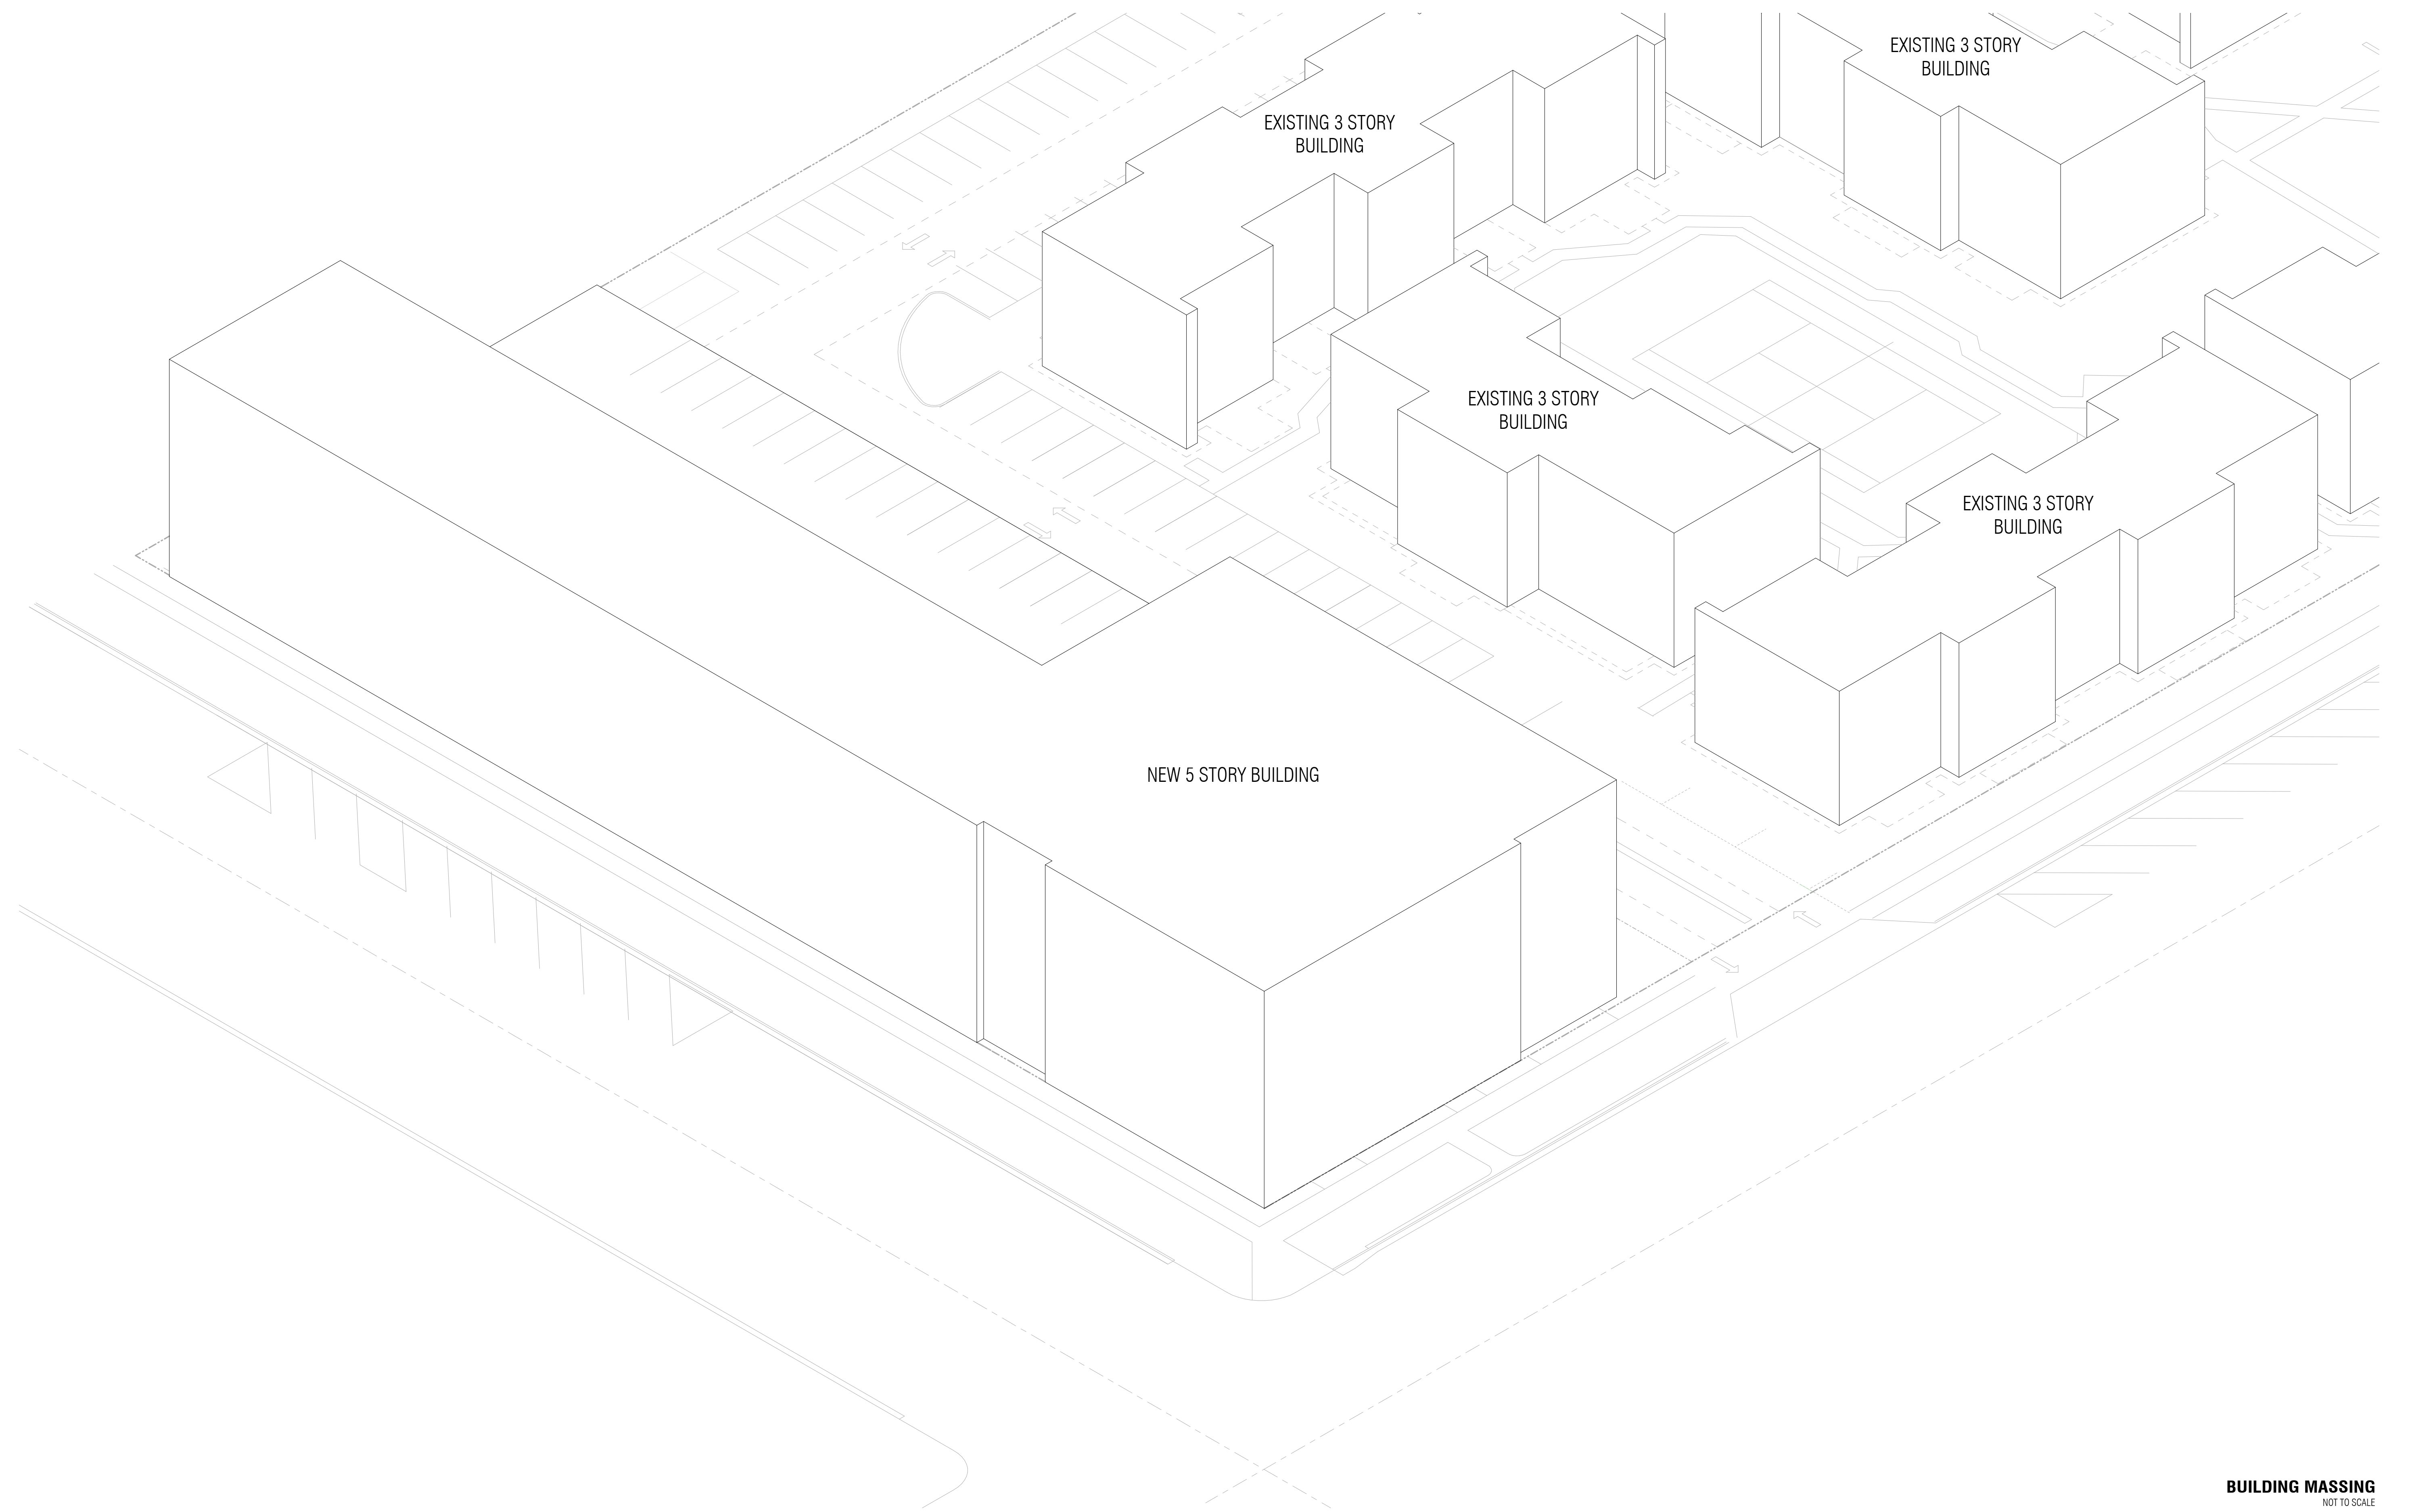 EXISTING 3 STORY
BUILDING
EXISTING 3 STORY
BUILDING
EXISTING 3 STORY
BUILDING
EXISTING 3 STORY
BUILDING
NEW 5 STORY BUILDING
BUILDING MASSING
NOT TO SCALE